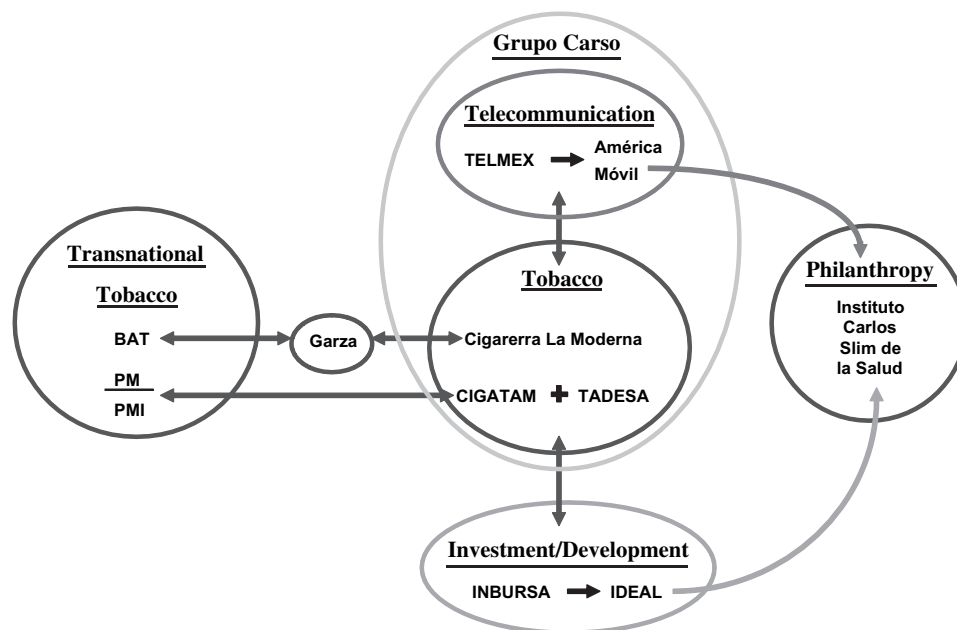 Grupo Carso
Telecommunication
TELMEX
América
Móvil
Transnational
Tobacco
BAT
PM
PMI
Garza
Tobacco
Cigarerra La Moderna
CIGATAM + TADESA
Philanthropy
Instituto
Carlos
Slim de
la Salud
Investment/Development
INBURSA IDEAL